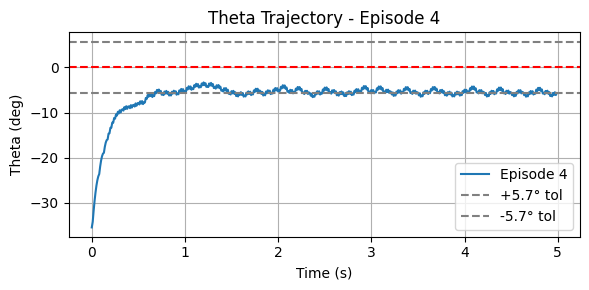 Theta Trajectory - Episode 4
Theta (deg)
0
−10
−20
−30
Episode 4
+5.7° tol
-5.7° tol
0
1
2
3
4
5
Time (s)